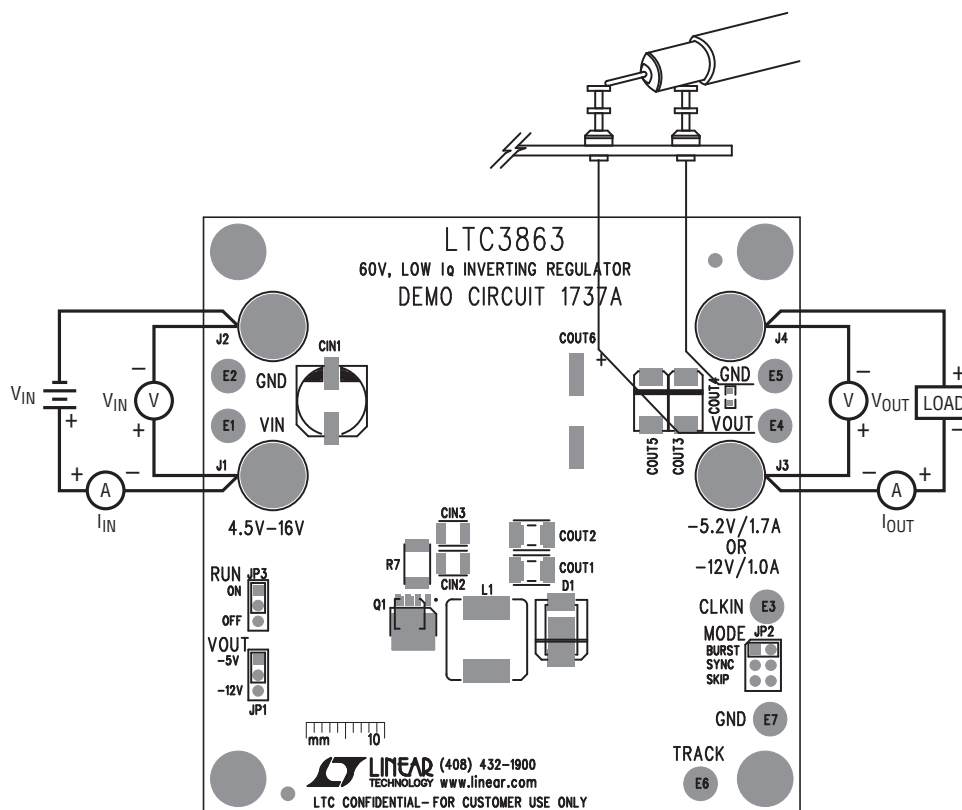 LTC3863
60V, LOW IQ INVERTING REGULATOR
DEMO CIRCUIT 1737A
J2
CIN1
COUT6
+
J4
E2
GND
COUT4
GND
E5
VIN
−
+
VIN
−
V
+
E1
VIN
VOUT
E4
−
V
+
VOUT
+
LOAD
−
COUT5
COUT3
J1
J3
+
A
−
IIN
−
A
+
IOUT
4.5V–16V
–5.2V/1.7A
OR
–12V/1.0A
CIN3
COUT2
R7
CIN2
COUT1
RUN
JP3
ON
OFF
Q1
L1
D1
CLKIN
E3
MODE
JP2
BURST
SYNC
SKIP
VOUT
–5V
–12V
JP1
GND
E7
mm
10
TRACK
E6
LINEAR
TECHNOLOGY
(408) 432-1900
www.linear.com
LTC CONFIDENTIAL–FOR CUSTOMER USE ONLY